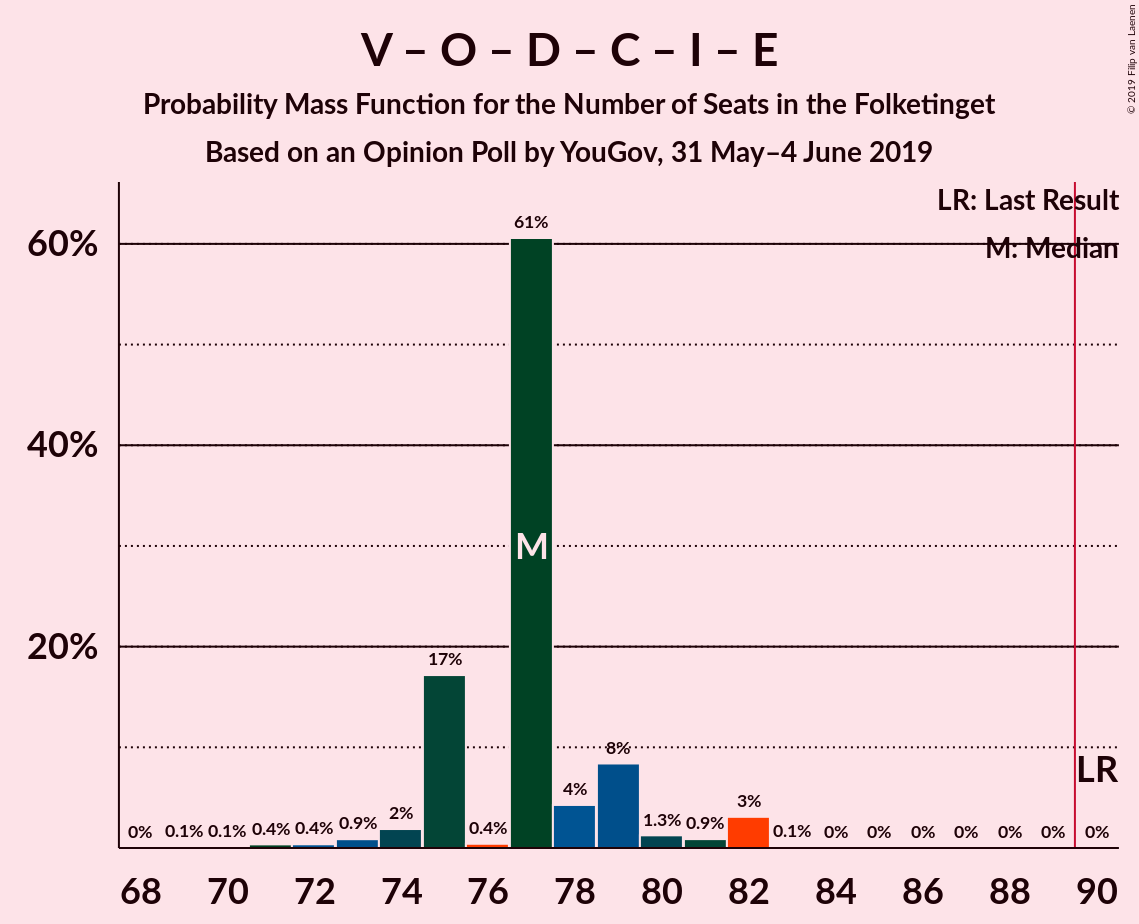 V – O – D – C – I – E
Probability Mass Function for the Number of Seats in the Folketinget
Based on an Opinion Poll by YouGov, 31 May–4 June 2019
© 2019 Filip van Laenen
LR: Last Result
M: Median
60%
40%
20%
0% 0.1% 0.1% 0.4% 0.4% 0.9% 2% 17% 0.4% 61% 4% 8% 1.3% 0.9% 3% 0.1% 0% 0% 0% 0% 0% 0% 0%
M
LR
68 70 72 74 76 78 80 82 84 86 88 90